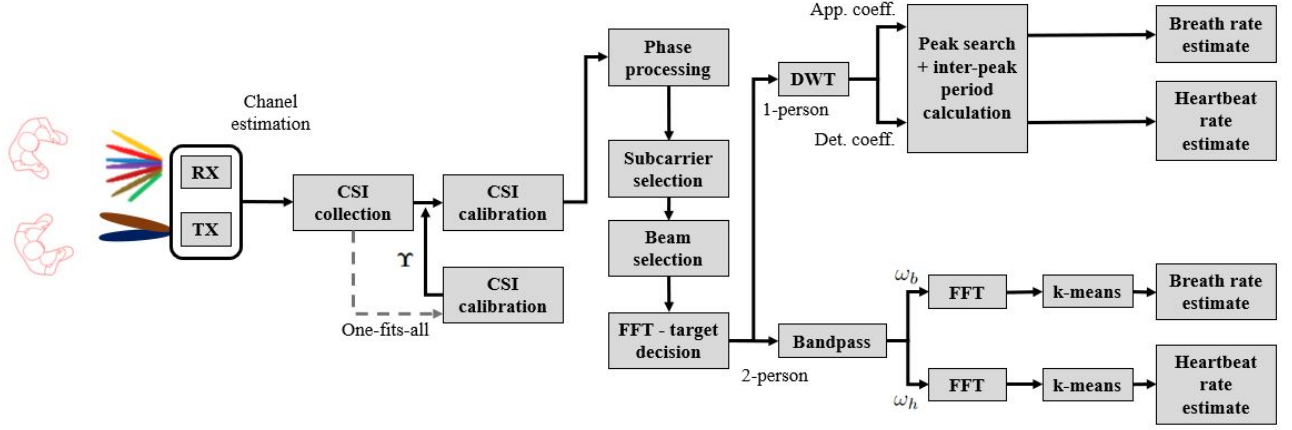 Chanel
estimation
RX
TX
CSI
collection
CSI
calibration
ϒ
CSI
calibration
One-fits-all
Phase
processing
Subcarrier
selection
Beam
selection
FFT - target
decision
1-person
DWT
App. coeff.
Det. coeff.
Peak search
+ inter-peak
period
calculation
Breath rate
estimate
Heartbeat
rate
estimate
2-person
Bandpass
ω_b
FFT
k-means
Breath rate
estimate
ω_h
FFT
k-means
Heartbeat
rate
estimate